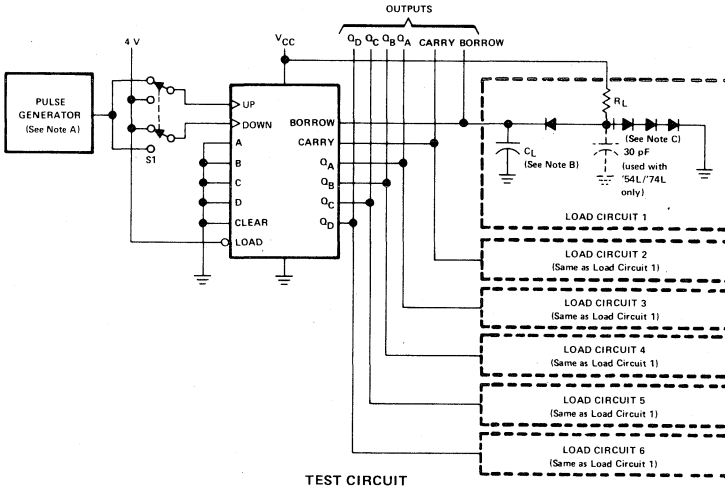 OUTPUTS
QD QC QB QA CARRY BORROW
4 V
VCC
PULSE
GENERATOR
(See Note A)
S1
UP
DOWN
A
B
C
D
CLEAR
LOAD
BORROW
CARRY
QA
QB
QC
QD
RL
CL
(See Note B)
(See Note C)
30 pF
(used with
'54L/'74L
only)
LOAD CIRCUIT 1
LOAD CIRCUIT 2
(Same as Load Circuit 1)
LOAD CIRCUIT 3
(Same as Load Circuit 1)
LOAD CIRCUIT 4
(Same as Load Circuit 1)
LOAD CIRCUIT 5
(Same as Load Circuit 1)
LOAD CIRCUIT 6
(Same as Load Circuit 1)
TEST CIRCUIT